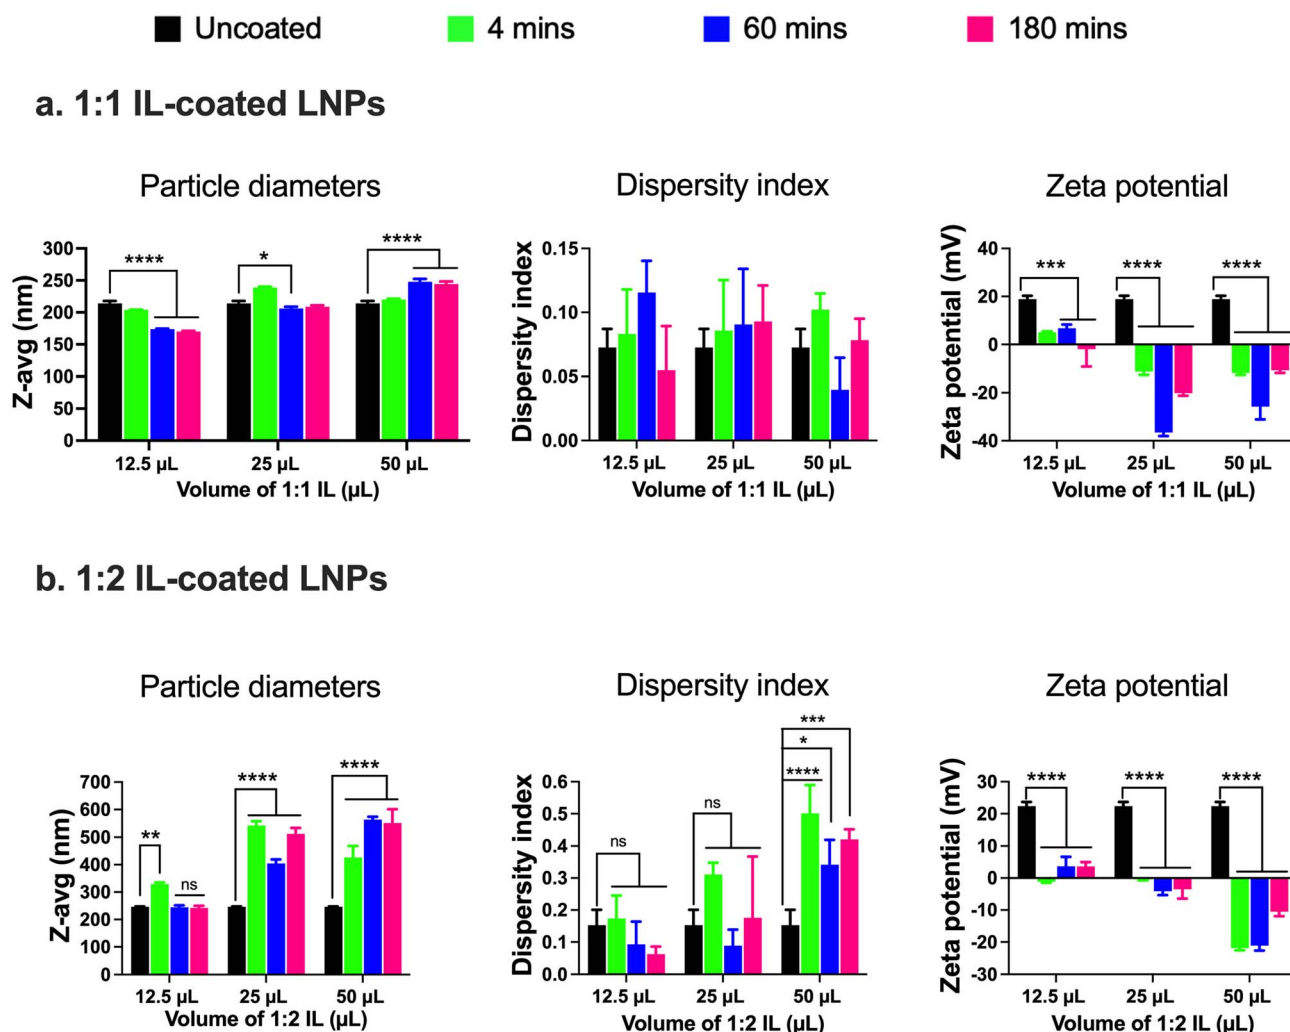 Uncoated 4 mins 60 mins 180 mins
a. 1:1 IL-coated LNPs
Particle diameters
Z-avg (nm)
300
250
200
150
100
50
0
****
*
****
12.5 µL 25 µL 50 µL
Volume of 1:1 IL (µL)
Dispersity index
Dispersity index
0.15
0.10
0.05
0.00
12.5 µL 25 µL 50 µL
Volume of 1:1 IL (µL)
Zeta potential
Zeta potential (mV)
40
20
0
-20
-40
***
****
****
12.5 µL 25 µL 50 µL
Volume of 1:1 IL (µL)
b. 1:2 IL-coated LNPs
Particle diameters
Z-avg (nm)
700
600
500
400
300
200
100
0
**
ns
****
****
12.5 µL 25 µL 50 µL
Volume of 1:2 IL (µL)
Dispersity index
Dispersity index
0.6
0.5
0.4
0.3
0.2
0.1
0.0
ns
ns
***
*
****
12.5 µL 25 µL 50 µL
Volume of 1:2 IL (µL)
Zeta potential
Zeta potential (mV)
30
20
10
0
-10
-20
-30
****
****
****
12.5 µL 25 µL 50 µL
Volume of 1:2 IL (µL)